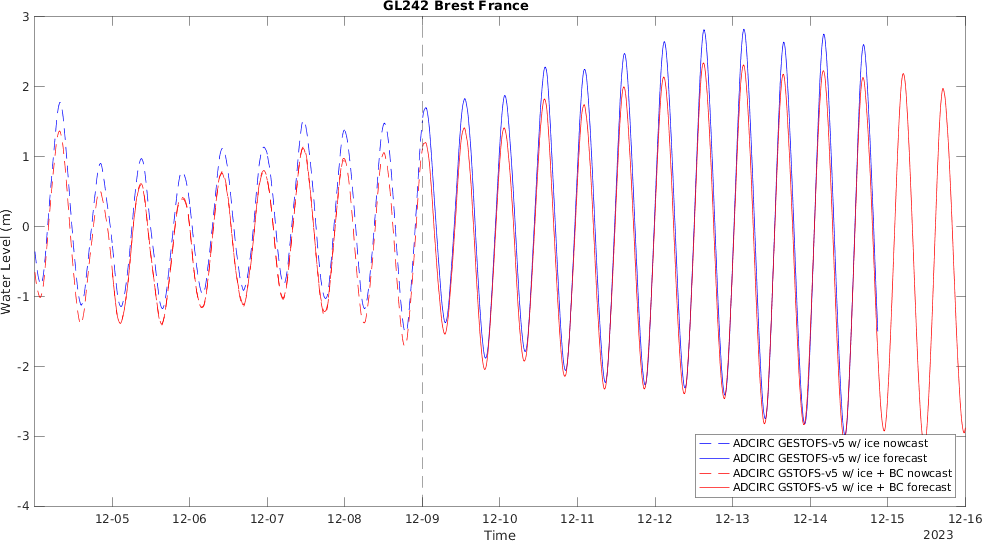 GL242 Brest France
3
2
1
0
-1
-2
-3
-4
Water Level (m)
ADCIRC GESTOFS-v5 w/ ice nowcast
ADCIRC GESTOFS-v5 w/ ice forecast
ADCIRC GSTOFS-v5 w/ ice + BC nowcast
ADCIRC GSTOFS-v5 w/ ice + BC forecast
12-05 12-06 12-07 12-08 12-09 12-10 12-11 12-12 12-13 12-14 12-15 12-16
Time
2023